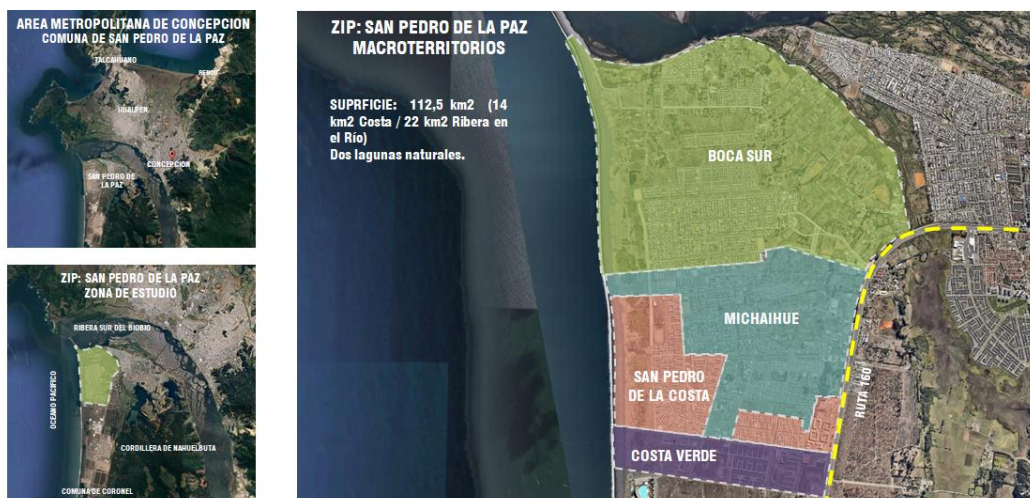 AREA METROPOLITANA DE CONCEPCION
COMUNA DE SAN PEDRO DE LA PAZ
TALCAHUANO
PENCO
HUALPEN
CONCEPCION
SAN PEDRO DE
LA PAZ
ZIP: SAN PEDRO DE LA PAZ
ZONA DE ESTUDIO
RIBERA SUR DEL BIOBIO
OCEANO PACIFICO
CORDILLERA DE NAHUELBUTA
COMUNA DE CORONEL
ZIP: SAN PEDRO DE LA PAZ
MACROTERRITORIOS
SUPRFICIE: 112,5 km2 (14
km2 Costa / 22 km2 Ribera en
el Río)
Dos lagunas naturales.
BOCA SUR
MICHAIHUE
SAN PEDRO
DE LA COSTA
RUTA 160
COSTA VERDE